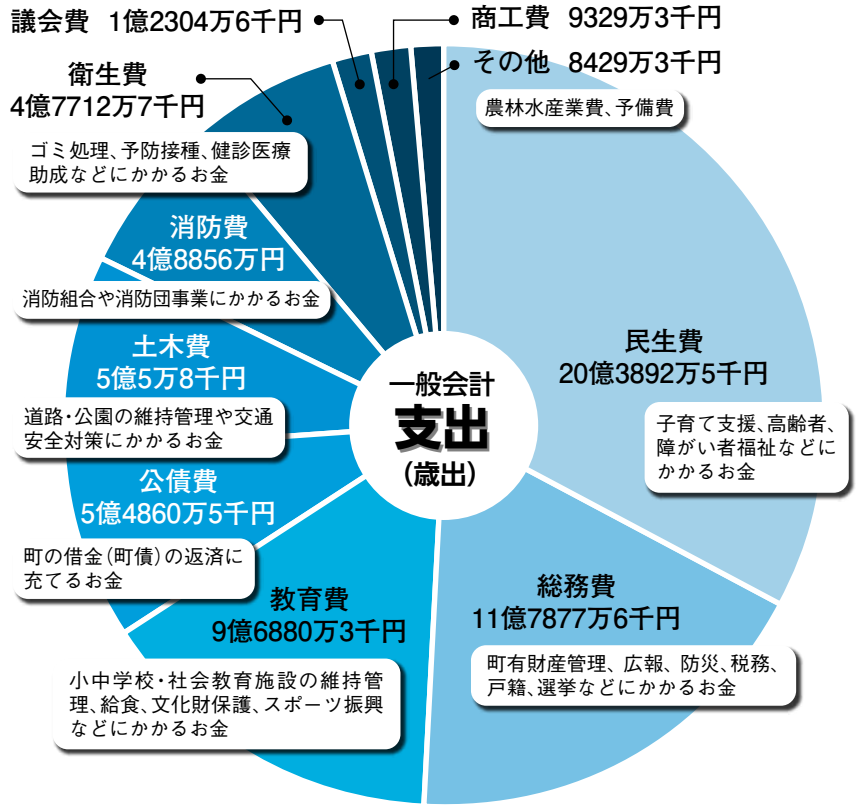 議会費 1億2304万6千円
商工費 9329万3千円
その他 8429万3千円
農林水産業費、予備費
衛生費
4億7712万7千円
ゴミ処理、予防接種、健診医療
助成などにかかるお金
消防費
4億8856万円
消防組合や消防団事業にかかるお金
土木費
5億5万8千円
道路・公園の維持管理や交通
安全対策にかかるお金
公債費
5億4860万5千円
町の借金(町債)の返済に
充てるお金
教育費
9億6880万3千円
小中学校・社会教育施設の維持管
理、給食、文化財保護、スポーツ振興
などにかかるお金
総務費
11億7877万6千円
町有財産管理、広報、防災、税務、
戸籍、選挙などにかかるお金
民生費
20億3892万5千円
子育て支援、高齢者、
障がい者福祉などに
かかるお金
一般会計
支出
(歳出)